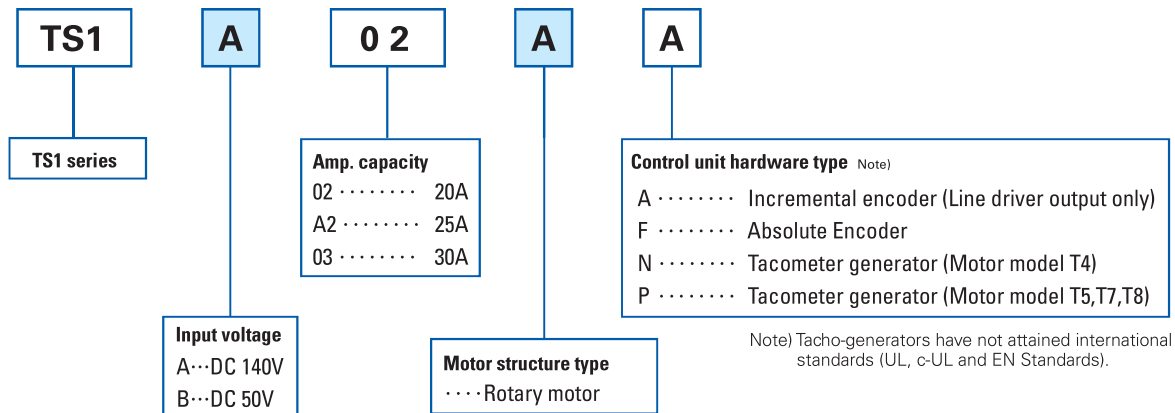 TS1 A 0 2 A A
TS1 series
Amp. capacity
02 ········ 20A
A2 ········ 25A
03 ········ 30A
Control unit hardware type Note)
A ········ Incremental encoder (Line driver output only)
F ········ Absolute Encoder
N ········ Tacometer generator (Motor model T4)
P ········ Tacometer generator (Motor model T5,T7,T8)
Input voltage
A···DC 140V
B···DC 50V
Motor structure type
····Rotary motor
Note) Tacho-generators have not attained international
standards (UL, c-UL and EN Standards).